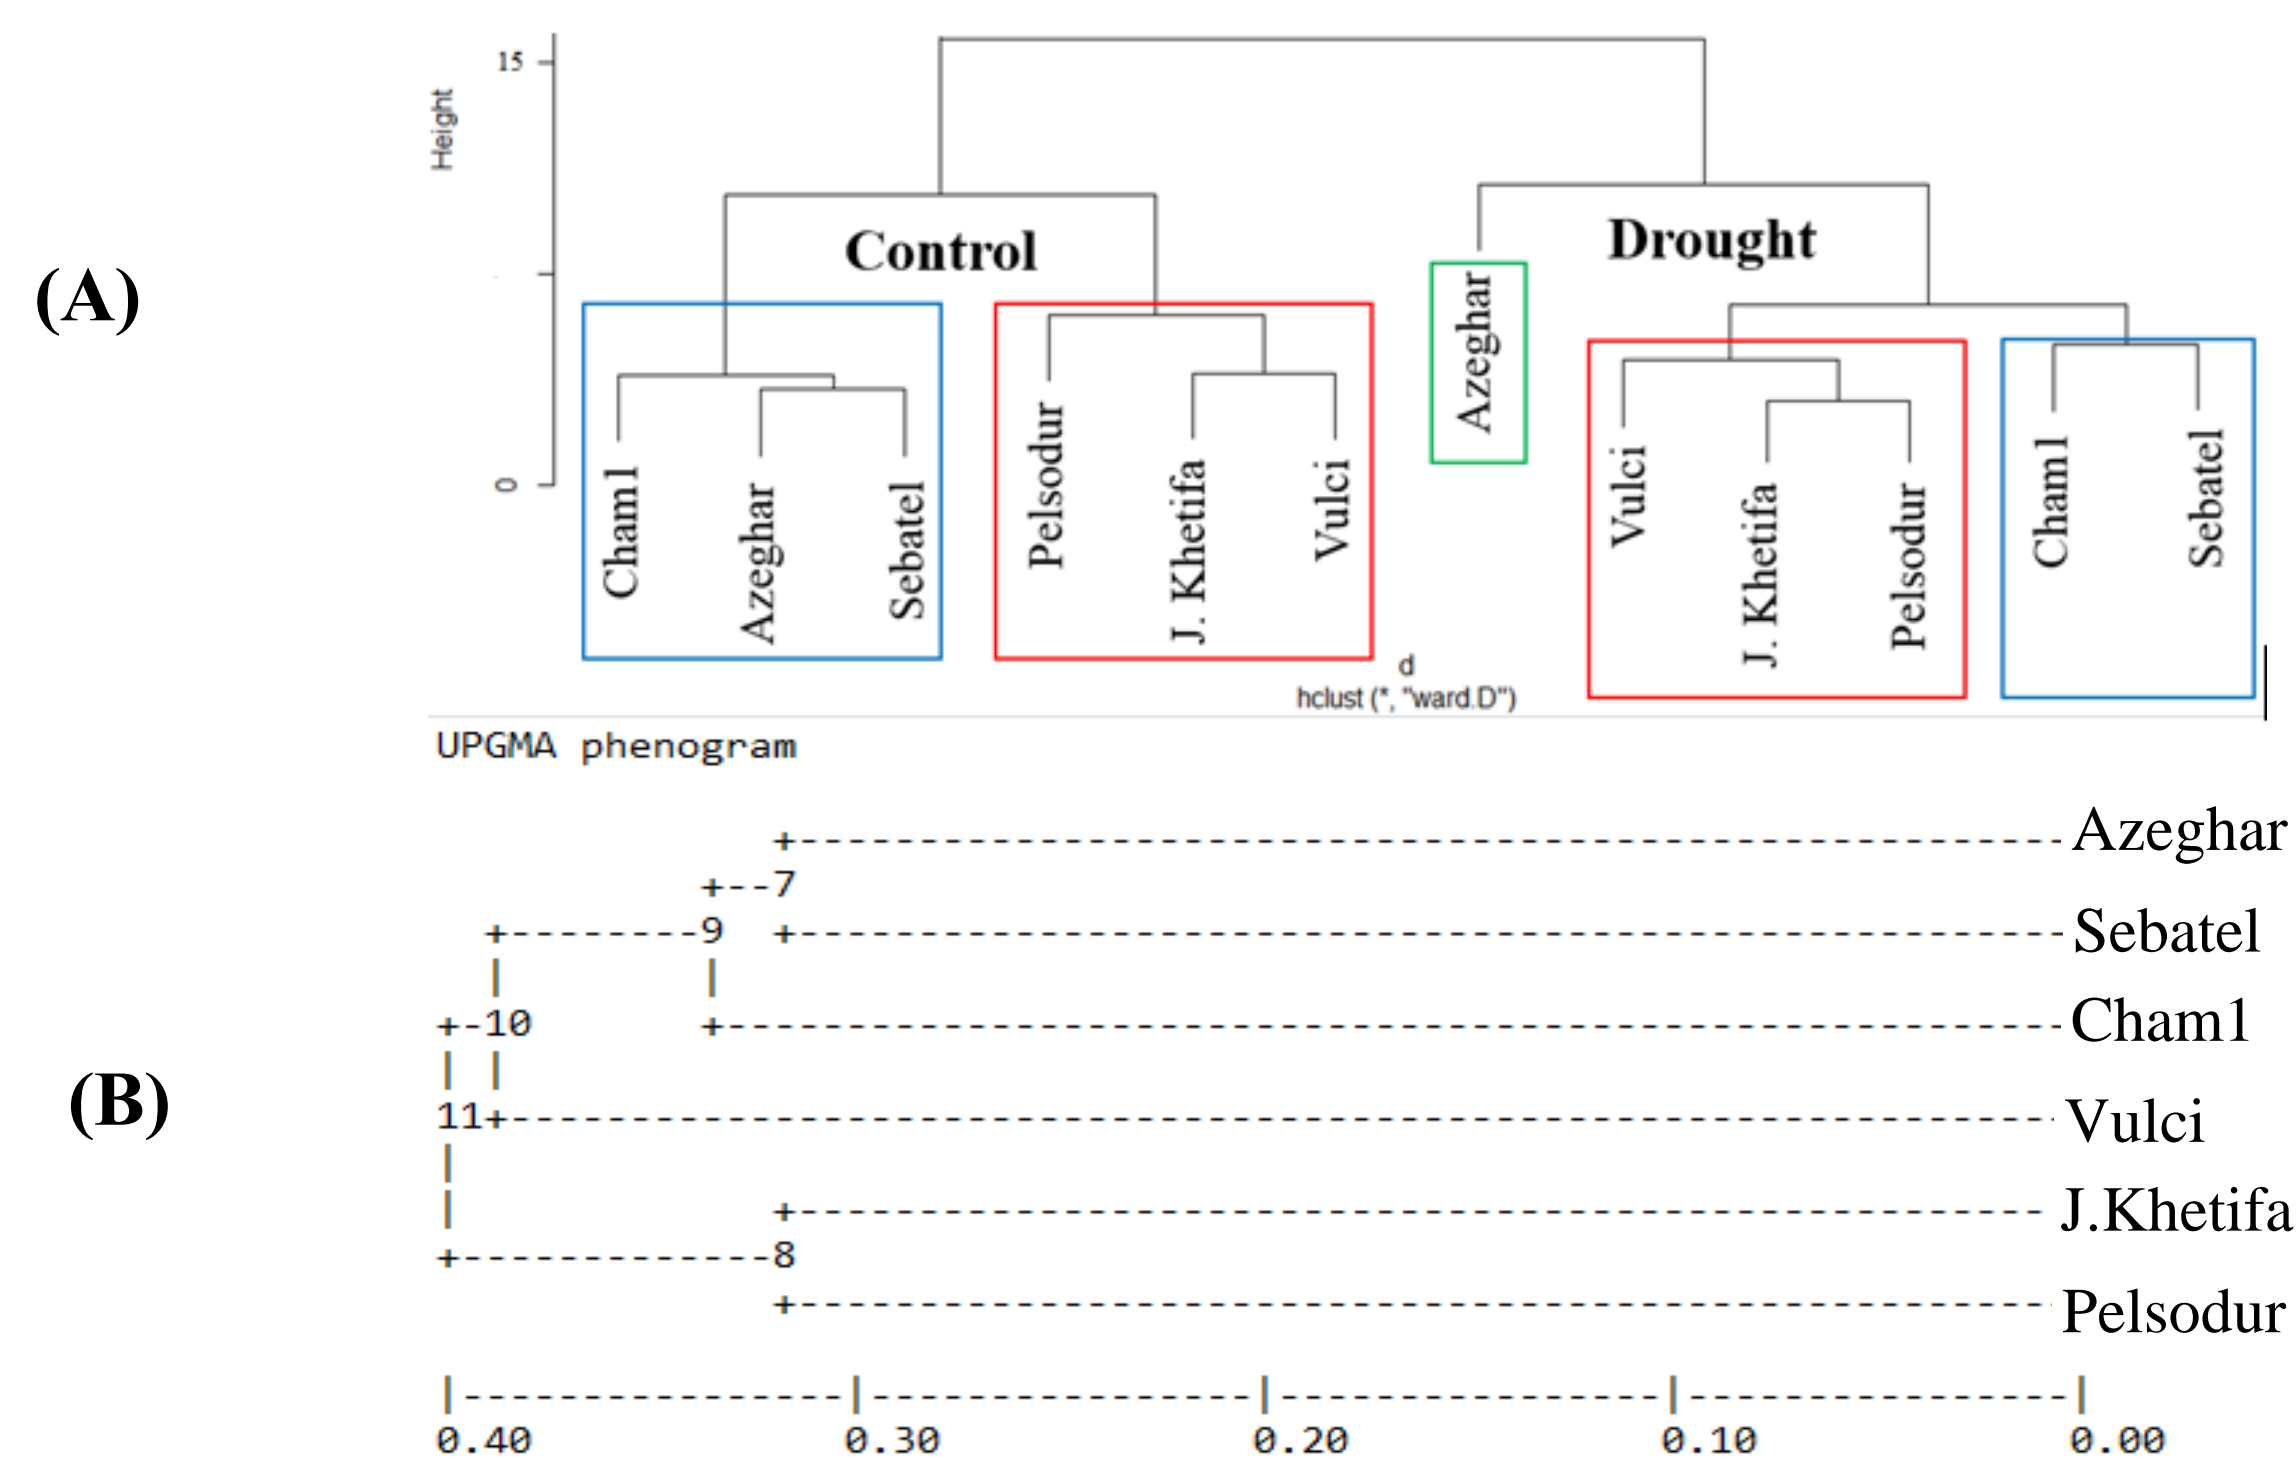 (A)
Height
15
0
Control
Drought
Cham1
Azeghar
Sebatel
Pelsodur
J. Khetifa
Vulci
Azeghar
Vulci
J. Khetifa
Pelsodur
Cham1
Sebatel
d
hclust (*, "ward.D")
UPGMA phenogram
(B)
+-------------------------------------------- Azeghar
+--7
+--------9 +-------------------------------------------- Sebatel
| |
+-10 +----------------------------------------------- Cham1
| |
11+------------------------------------------------------- Vulci
|
| +-------------------------------------------- J.Khetifa
+-------------8
+-------------------------------------------- Pelsodur
|----------------|----------------|----------------|----------------|
0.40 0.30 0.20 0.10 0.00